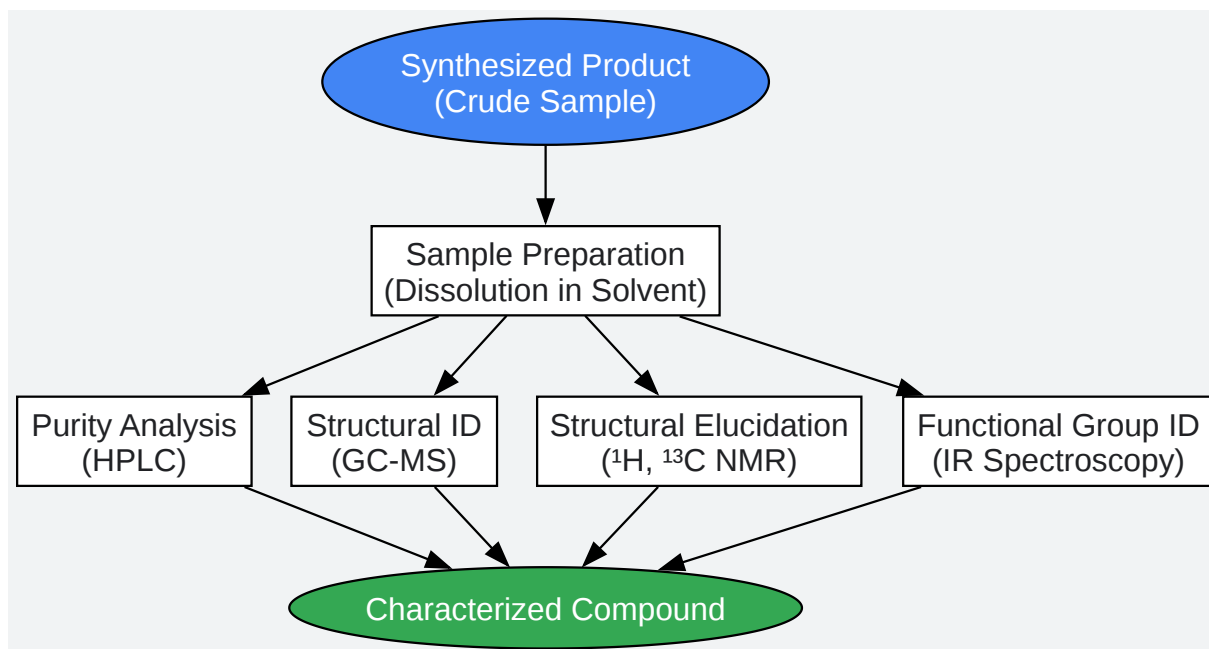 Synthesized Product
(Crude Sample)
Sample Preparation
(Dissolution in Solvent)
Purity Analysis
(HPLC)
Structural ID
(GC-MS)
Structural Elucidation
(¹H, ¹³C NMR)
Functional Group ID
(IR Spectroscopy)
Characterized Compound